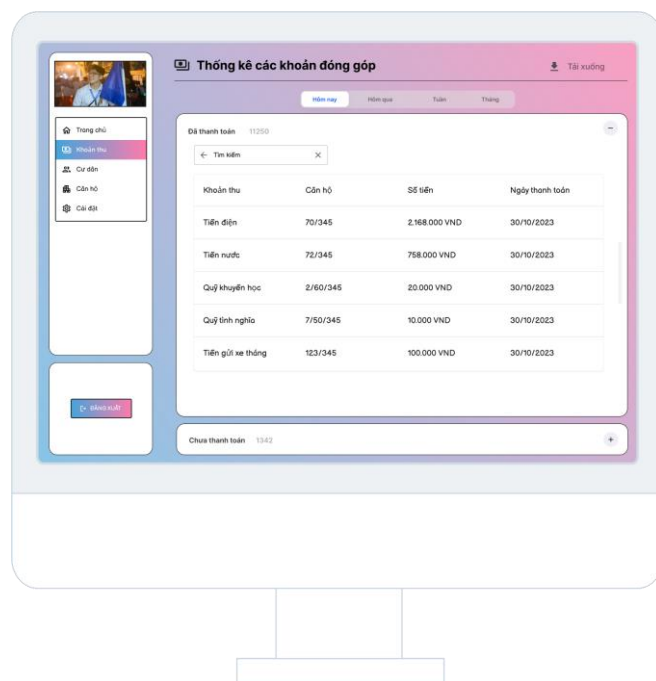 Thống kê các khoản đóng góp
Tải xuống
Hôm nay Hôm qua Tuần Tháng
Trang chủ
Khoản thu
Cư dân
Căn hộ
Cài đặt
ĐĂNG XUẤT
Đã thanh toán 11250
Tìm kiếm
Khoản thu Căn hộ Số tiền Ngày thanh toán
Tiền điện 70/345 2.168.000 VND 30/10/2023
Tiền nước 72/345 758.000 VND 30/10/2023
Quỹ khuyến học 2/60/345 20.000 VND 30/10/2023
Quỹ tình nghĩa 7/50/345 10.000 VND 30/10/2023
Tiền gửi xe tháng 123/345 100.000 VND 30/10/2023
Chưa thanh toán 1342